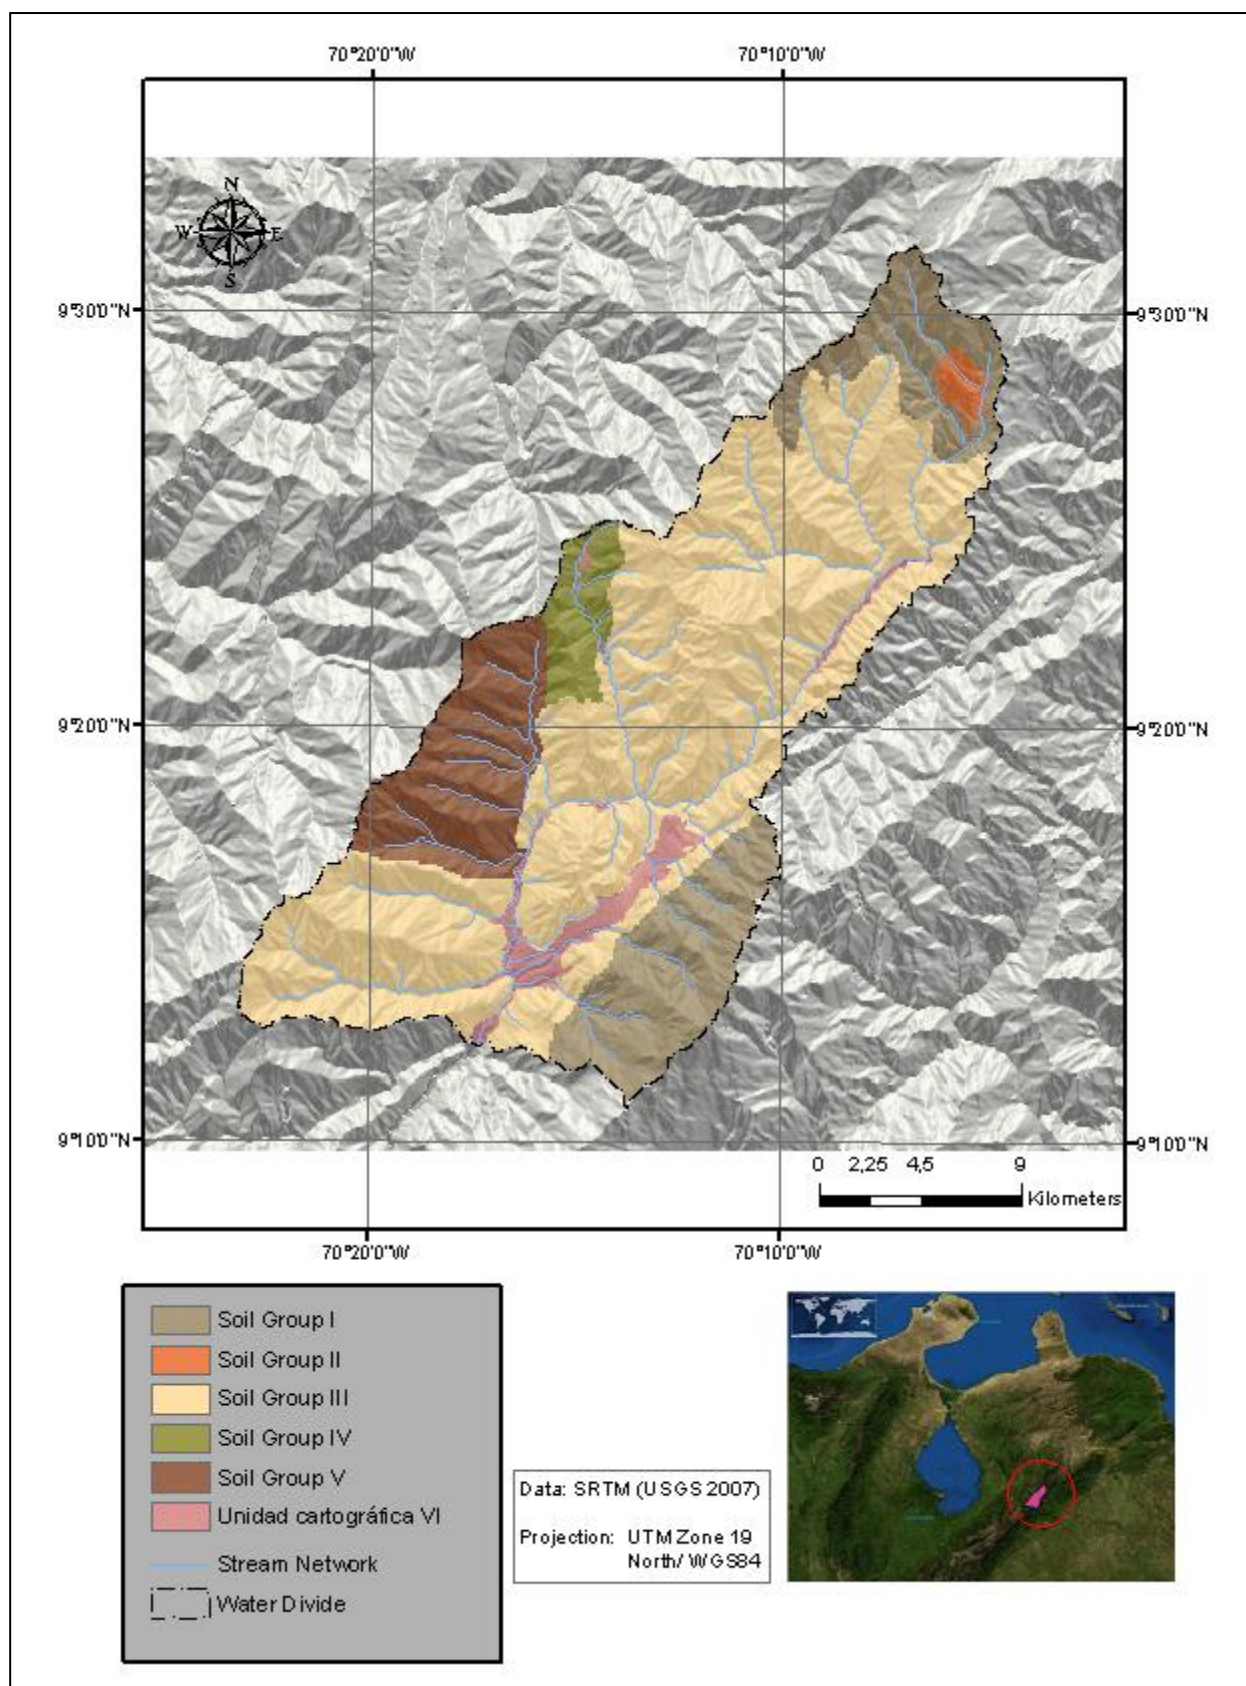 70°20'0"W 70°10'0"W
N
W E
S
9°30'0"N 9°30'0"N
9°20'0"N 9°20'0"N
9°10'0"N 9°10'0"N
0 2,25 4,5 9
Kilometers
70°20'0"W 70°10'0"W
Soil Group I
Soil Group II
Soil Group III
Soil Group IV
Soil Group V
Unidad cartográfica VI
Stream Network
Water Divide
Data: SRTM (USGS 2007)
Projection: UTM Zone 19
North/ WGS84